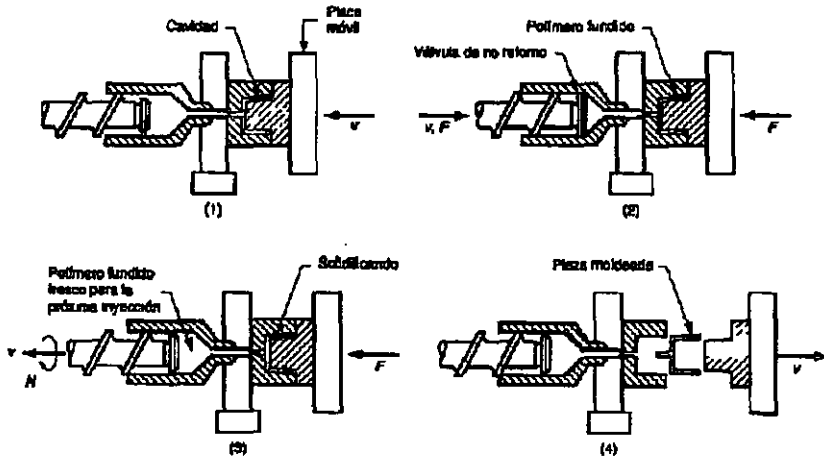 Placa
móvil
Cavidad
v
(1)
Polímero fundido
Válvula de no retorno
v, F
F
(2)
Polímero fundido
fresco para la
próxima inyección
Solidificando
v
N
F
(3)
Pieza moldeada
v
(4)